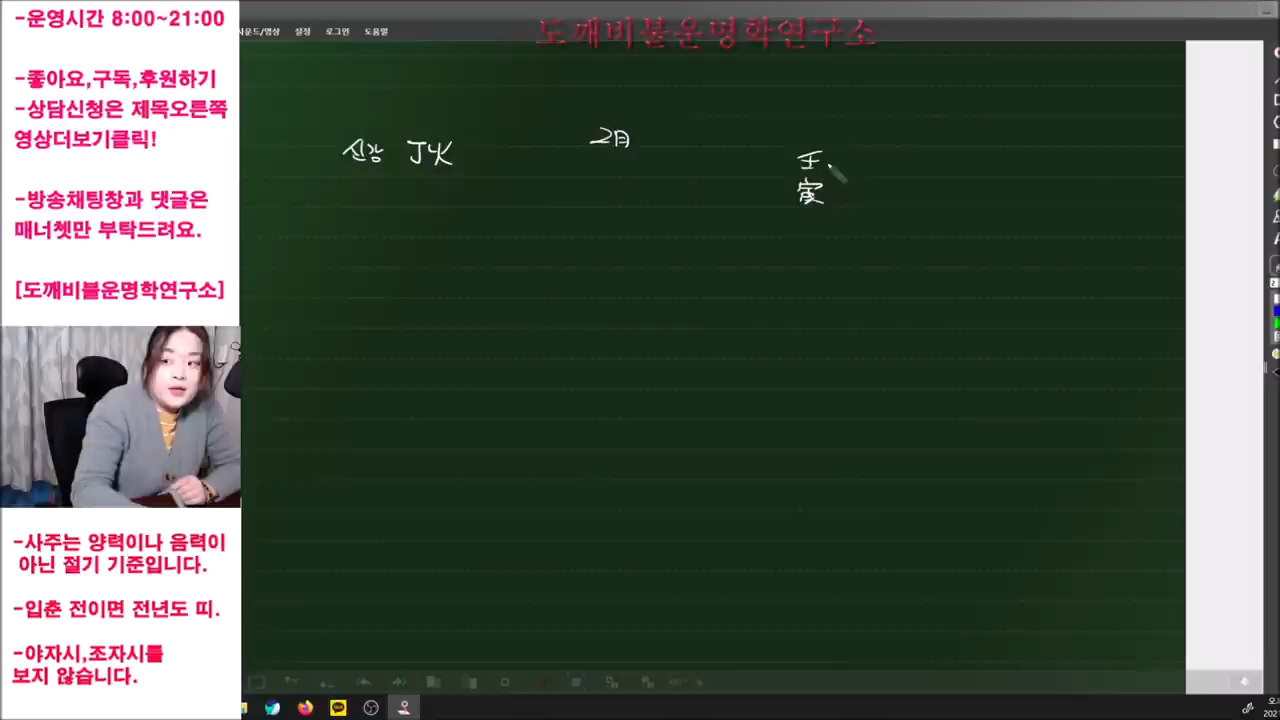 -운영시간 8:00~21:00
-좋아요,구독,후원하기
-상담신청은 제목오른쪽
영상더보기클릭!
-방송채팅창과 댓글은
매너쳇만 부탁드려요.
[도깨비불운명학연구소]
-사주는 양력이나 음력이
아닌 절기 기준입니다.
-입춘 전이면 전년도 띠.
-야자시,조자시를
보지 않습니다.
설정 로그인 도움말
도깨비불운명학연구소
신강 JYK
2月
壬
寅